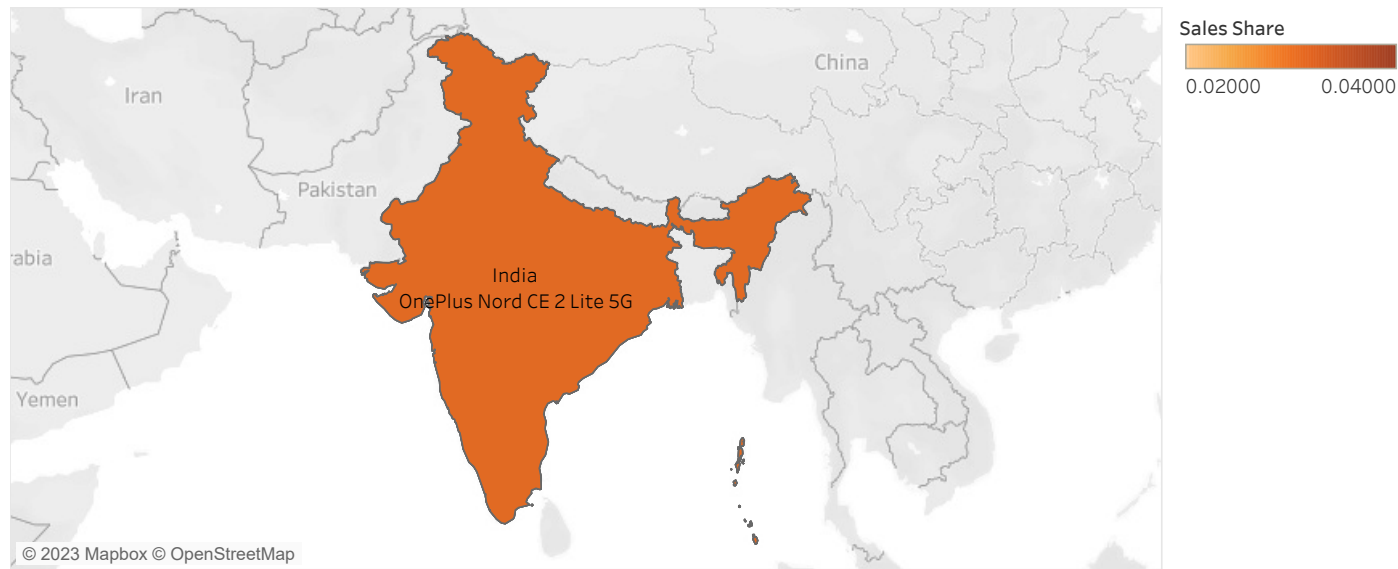 Sales Share
0.02000 0.04000
China
Iran
Pakistan
rabia
India
OnePlus Nord CE 2 Lite 5G
Yemen
© 2023 Mapbox © OpenStreetMap